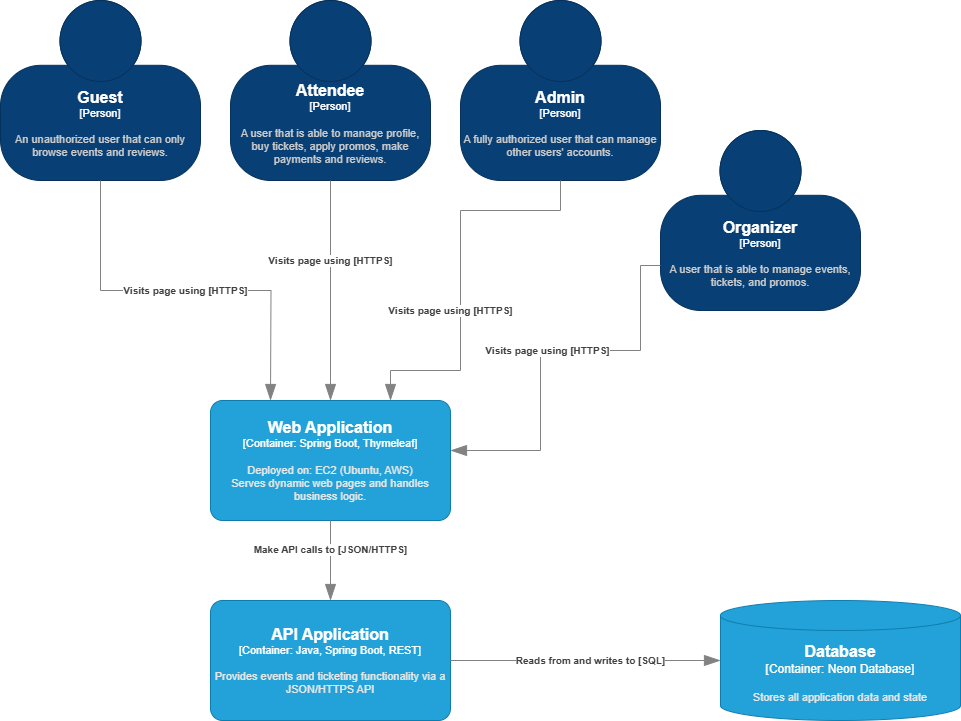 Guest
[Person]
An unauthorized user that can only
browse events and reviews.
Attendee
[Person]
A user that is able to manage profile,
buy tickets, apply promos, make
payments and reviews.
Admin
[Person]
A fully authorized user that can manage
other users' accounts.
Organizer
[Person]
A user that is able to manage events,
tickets, and promos.
Visits page using [HTTPS]
Visits page using [HTTPS]
Visits page using [HTTPS]
Visits page using [HTTPS]
Web Application
[Container: Spring Boot, Thymeleaf]
Deployed on: EC2 (Ubuntu, AWS)
Serves dynamic web pages and handles
business logic.
Make API calls to [JSON/HTTPS]
API Application
[Container: Java, Spring Boot, REST]
Provides events and ticketing functionality via a
JSON/HTTPS API
Reads from and writes to [SQL]
Database
[Container: Neon Database]
Stores all application data and state